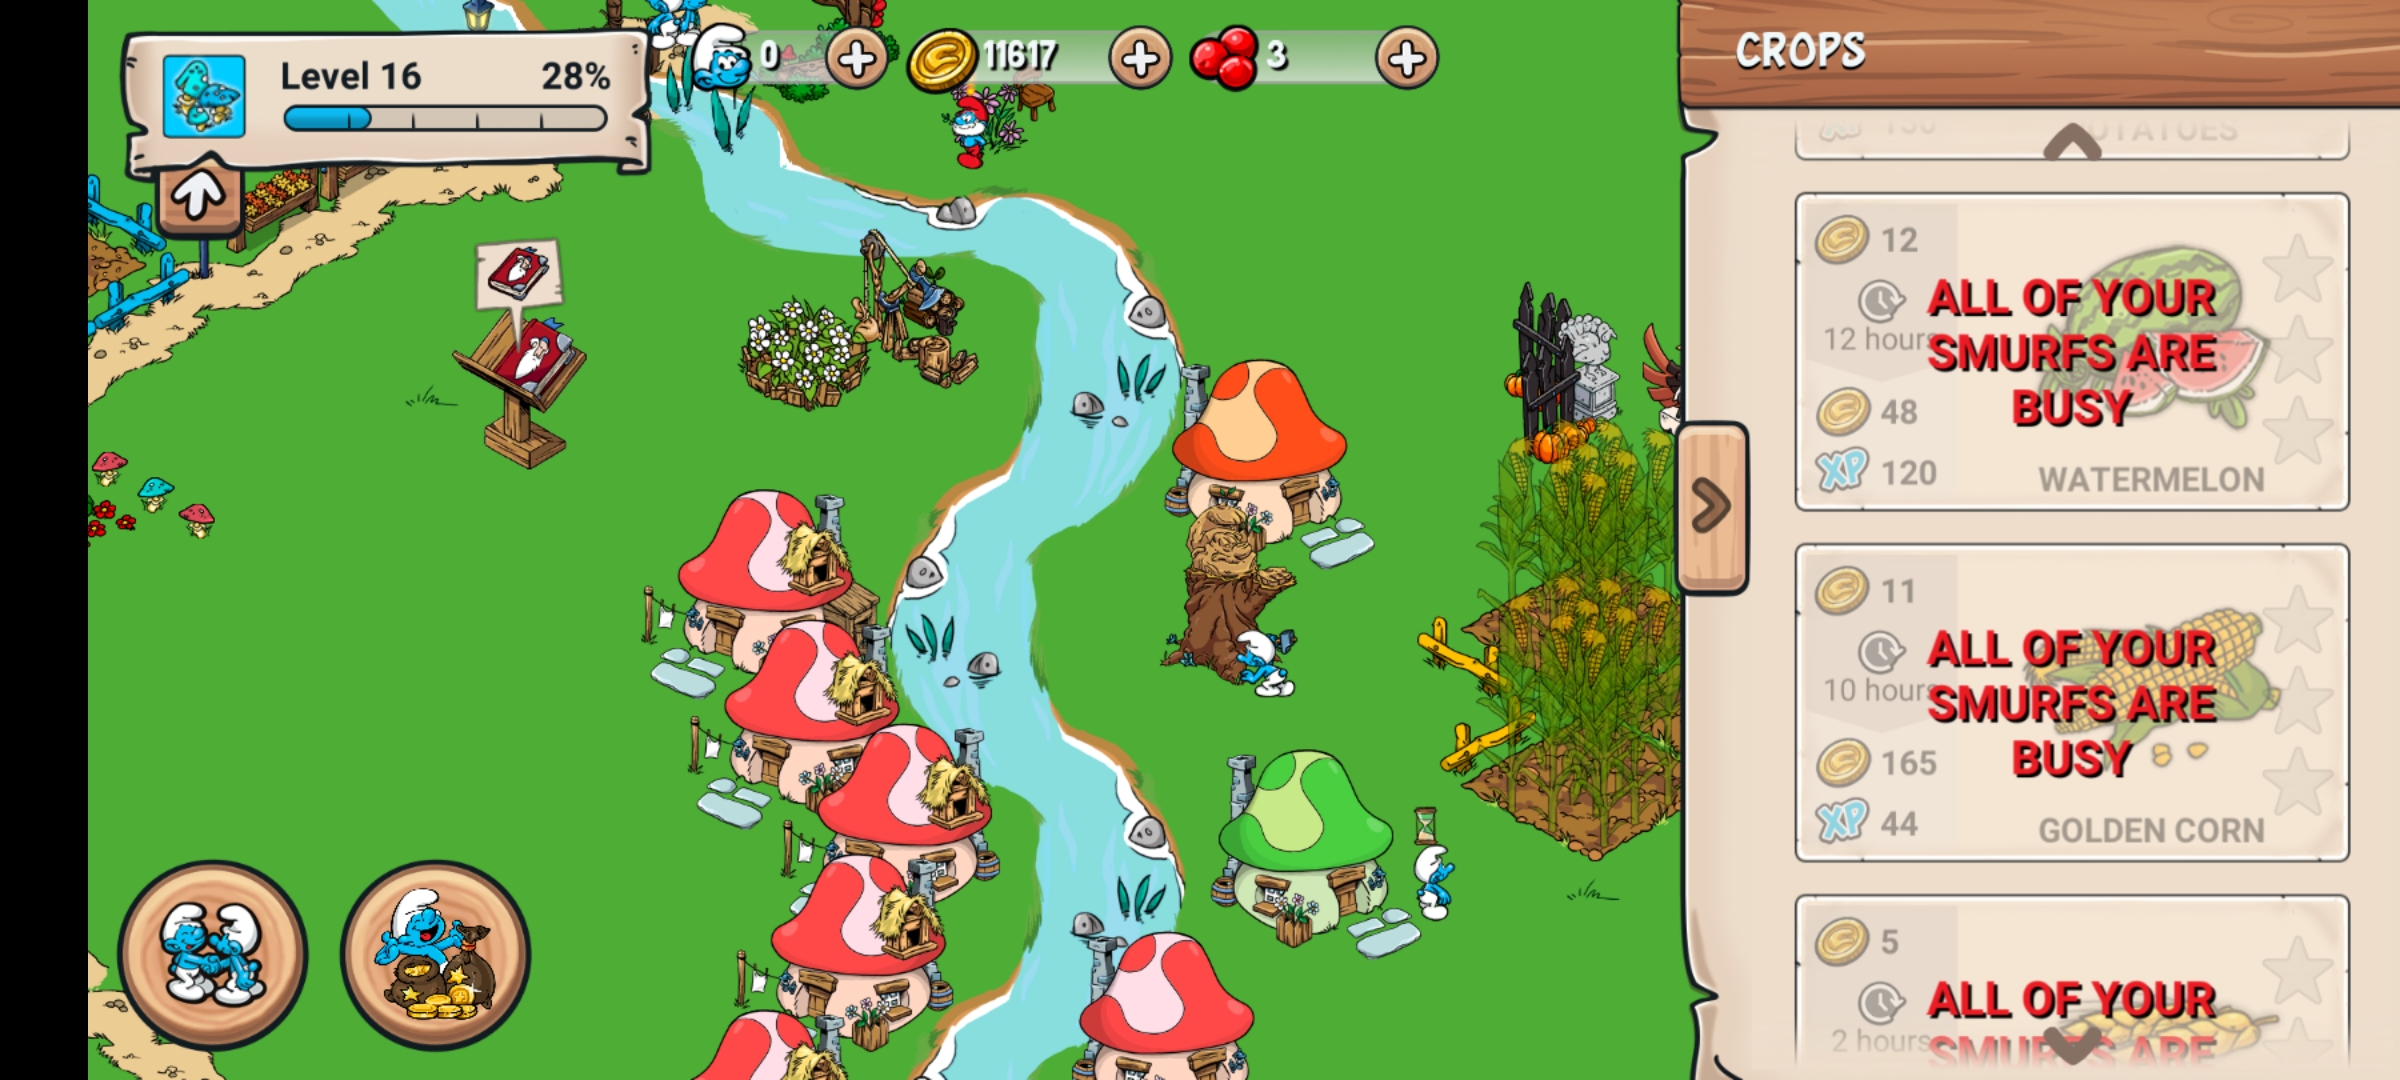 Level 16 28%
0
11617
3
CROPS
12
12 hours
48
XP 120
ALL OF YOUR
SMURFS ARE
BUSY
WATERMELON
11
10 hours
165
XP 44
ALL OF YOUR
SMURFS ARE
BUSY
GOLDEN CORN
5
2 hours
ALL OF YOUR
SMURFS ARE